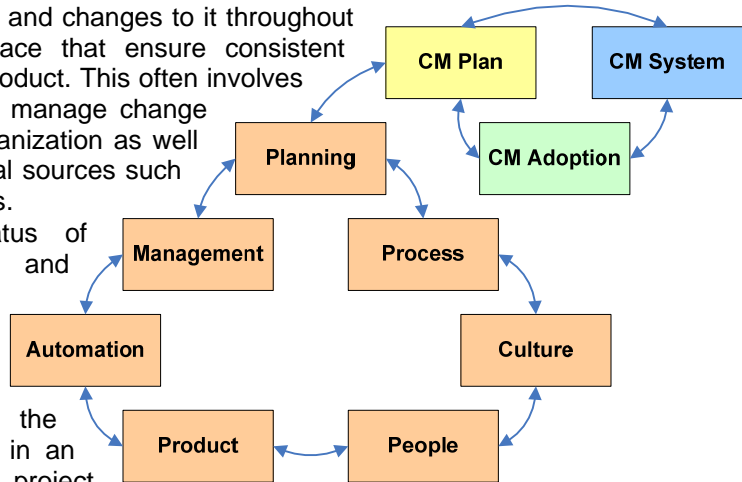 and changes to it throughout
ace that ensure consistent
oduct. This often involves
manage change
anization as well
al sources such
s.
atus of
and
the
in an
project
CM Plan
CM System
CM Adoption
Planning
Management
Process
Automation
Culture
Product
People